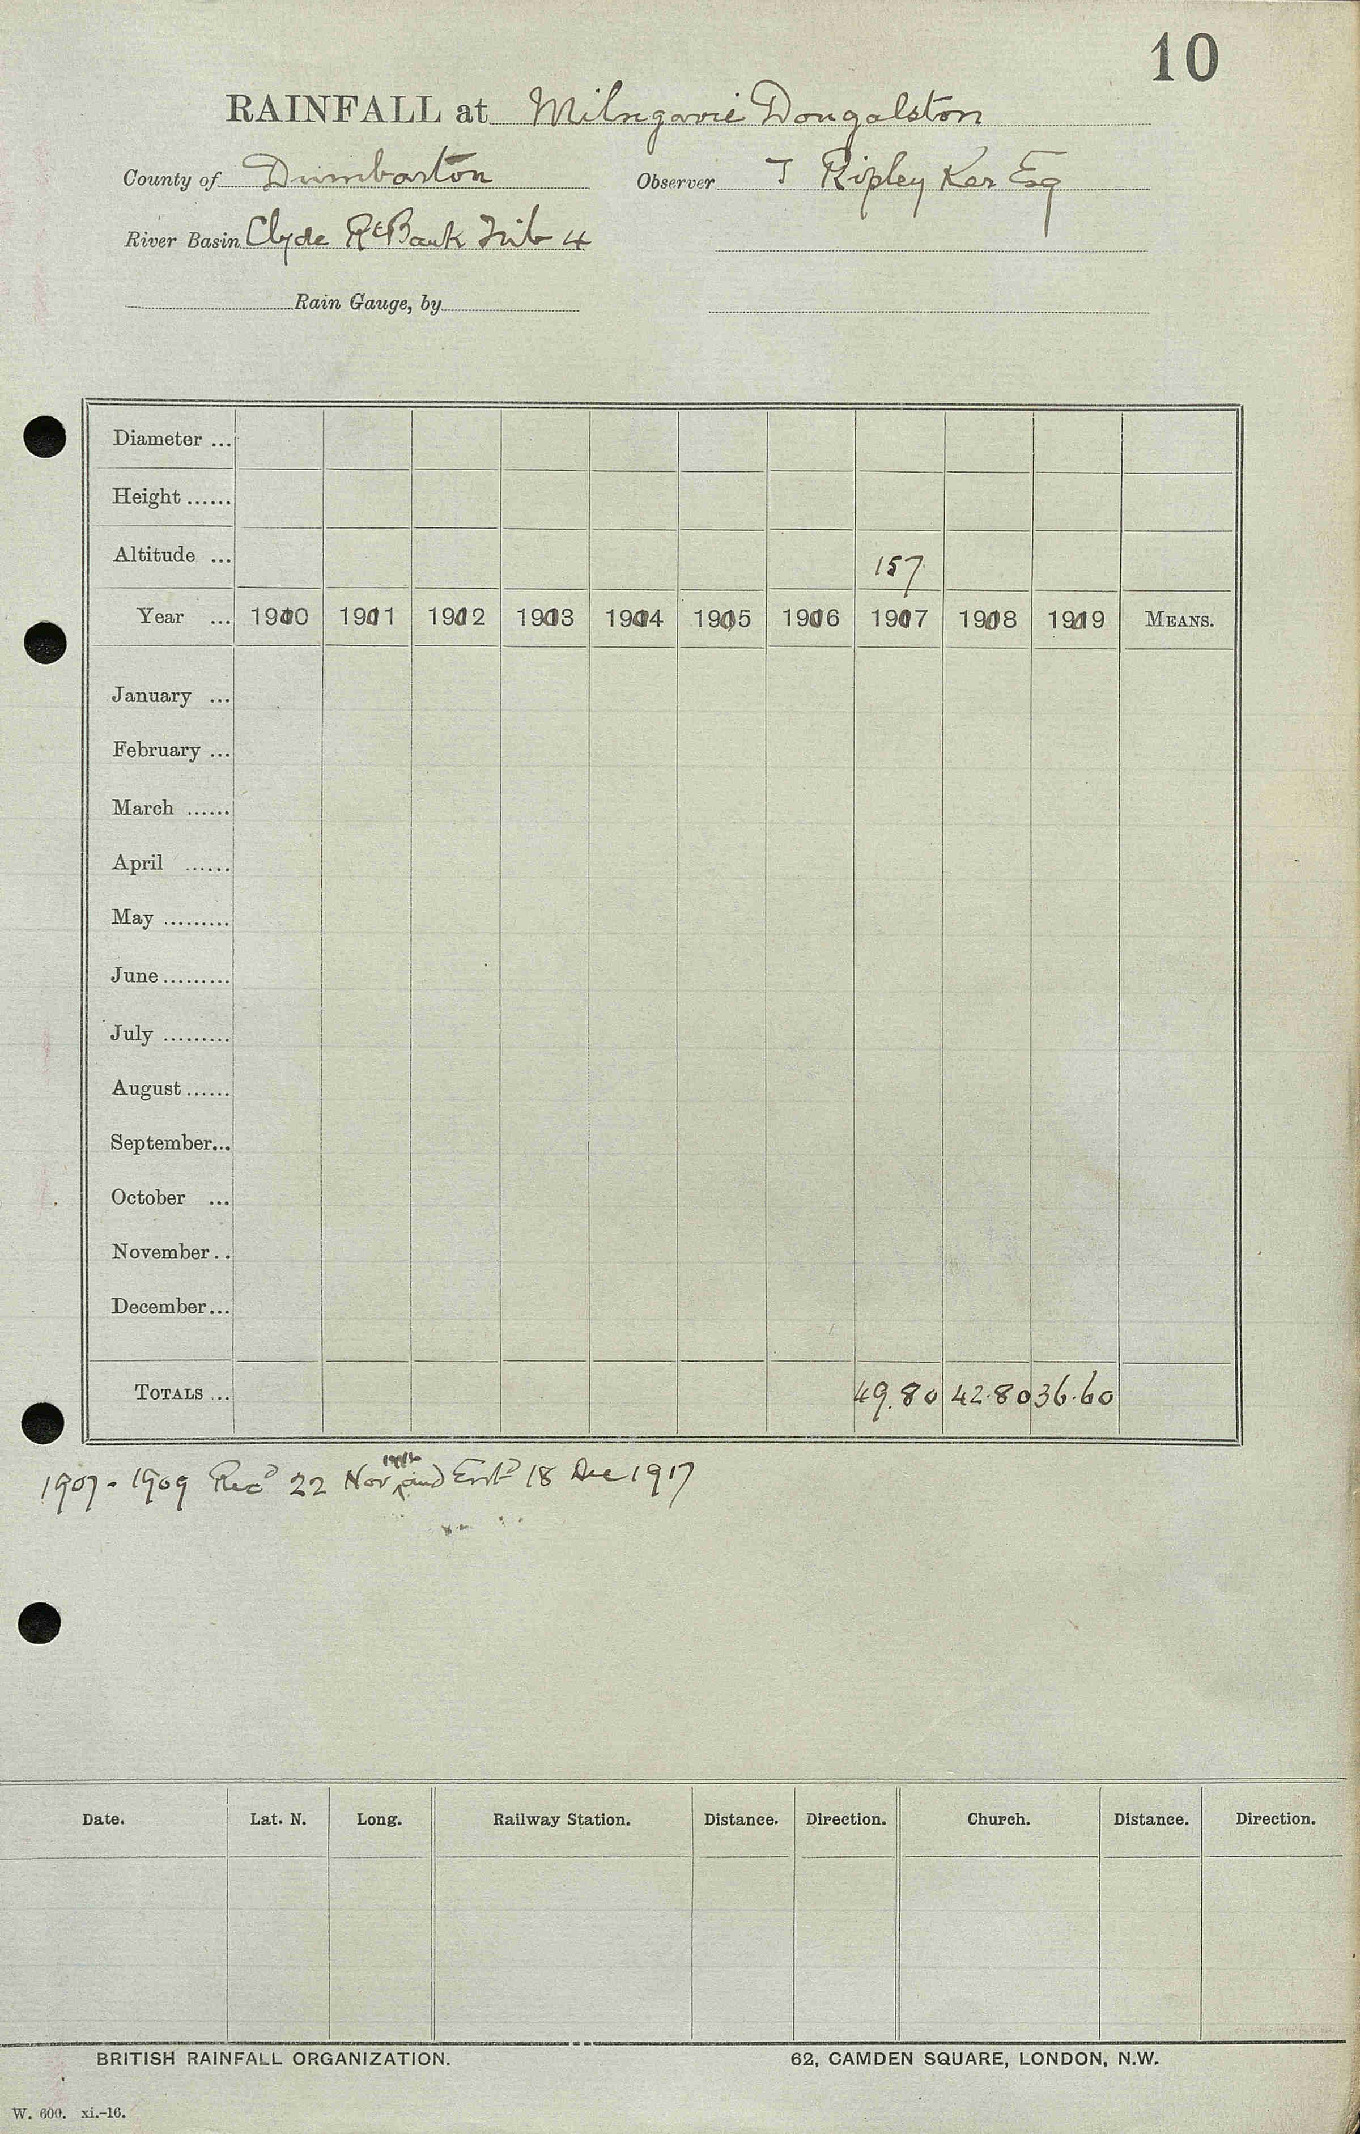 10
RAINFALL at Milngavie Dougalston
County of Dumbarton Observer T Ripley Ker Esq
River Basin Clyde Rt Bank Trib 4
Rain Gauge, by
Diameter ...
Height ......
Altitude ... 157
Year ... 1900 1901 1902 1903 1904 1905 1906 1907 1908 1909 MEANS.
January ...
February ...
March ......
April ......
May .........
June .........
July .........
August ......
September...
October ...
November..
December...
TOTALS ... 49.80 42.80 36.60
1907 - 1909 Recd 22 Nov and Entd 18 Dec 1917
Date. Lat. N. Long. Railway Station. Distance. Direction. Church. Distance. Direction.
BRITISH RAINFALL ORGANIZATION. 62, CAMDEN SQUARE, LONDON, N.W.
W. 600. xi.-16.